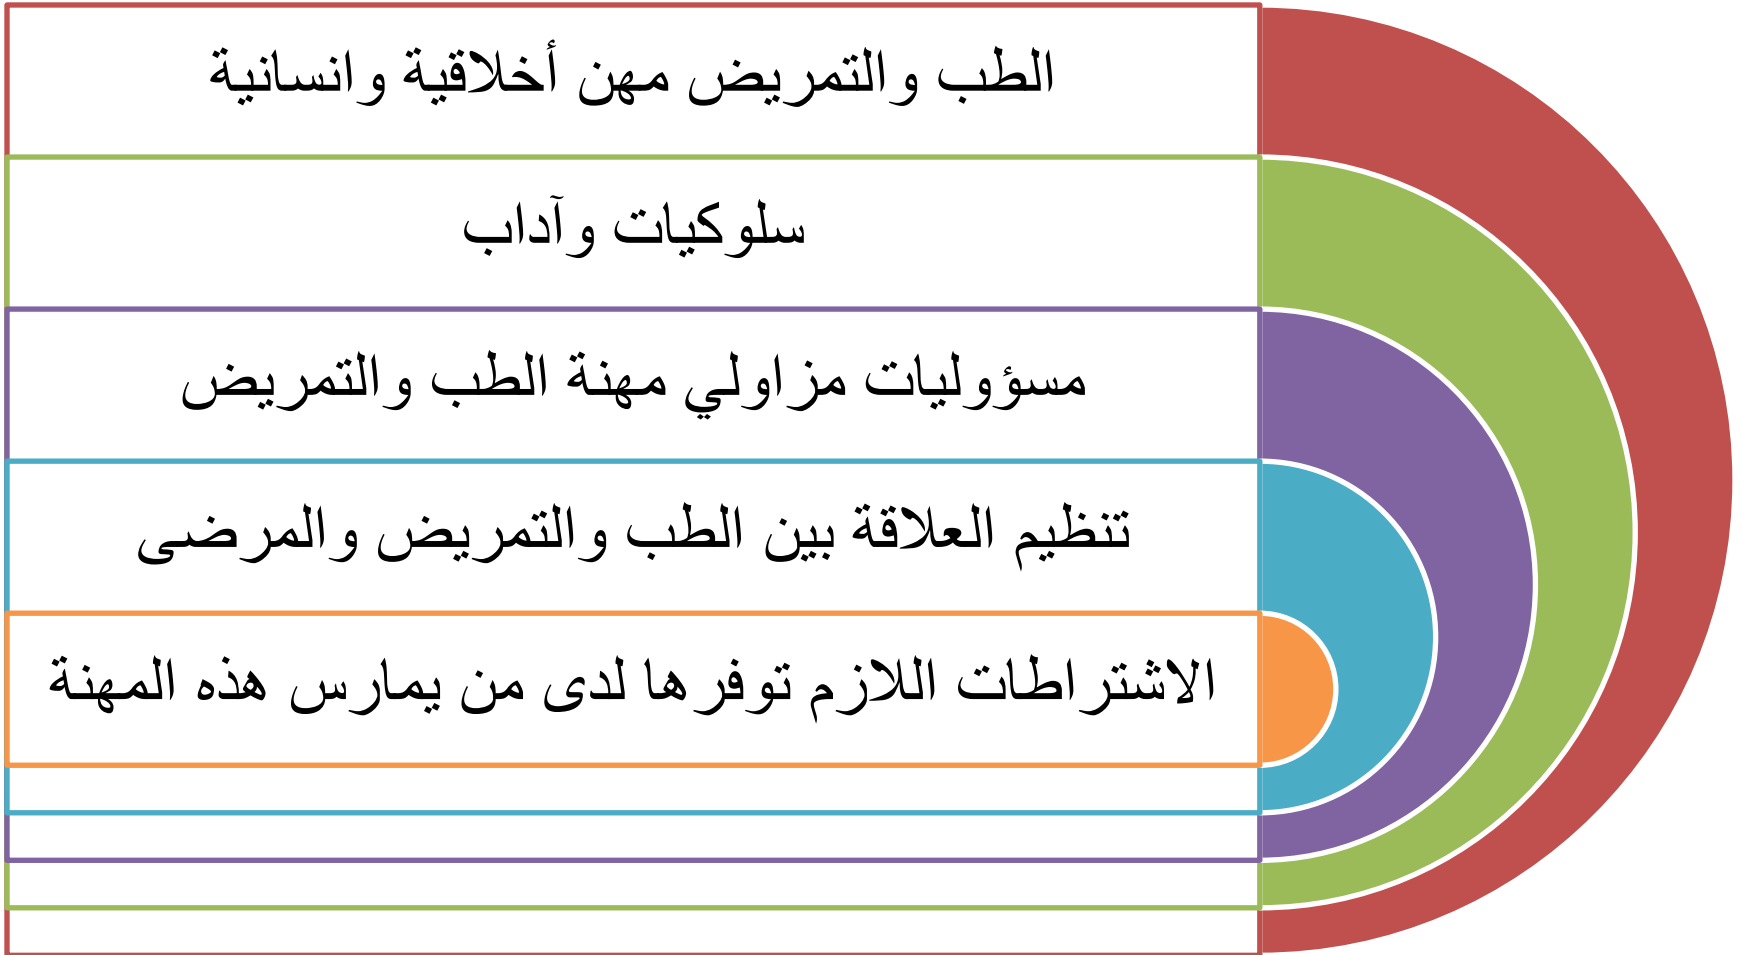 الطب والتمريض مهن أخلاقية وانسانية
سلوكيات وآداب
مسؤوليات مزاولي مهنة الطب والتمريض
تنظيم العلاقة بين الطب والتمريض والمرضى
الاشتراطات اللازم توفرها لدى من يمارس هذه المهنة